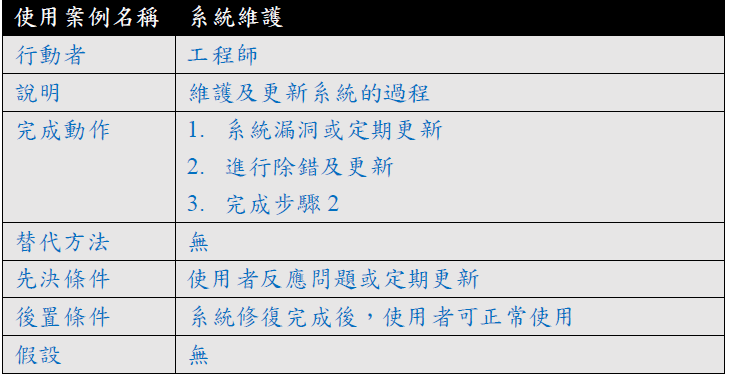 使用案例名稱 系統維護
行動者 工程師
說明 維護及更新系統的過程
完成動作 1. 系統漏洞或定期更新
2. 進行除錯及更新
3. 完成步驟 2
替代方法 無
先決條件 使用者反應問題或定期更新
後置條件 系統修復完成後，使用者可正常使用
假設 無